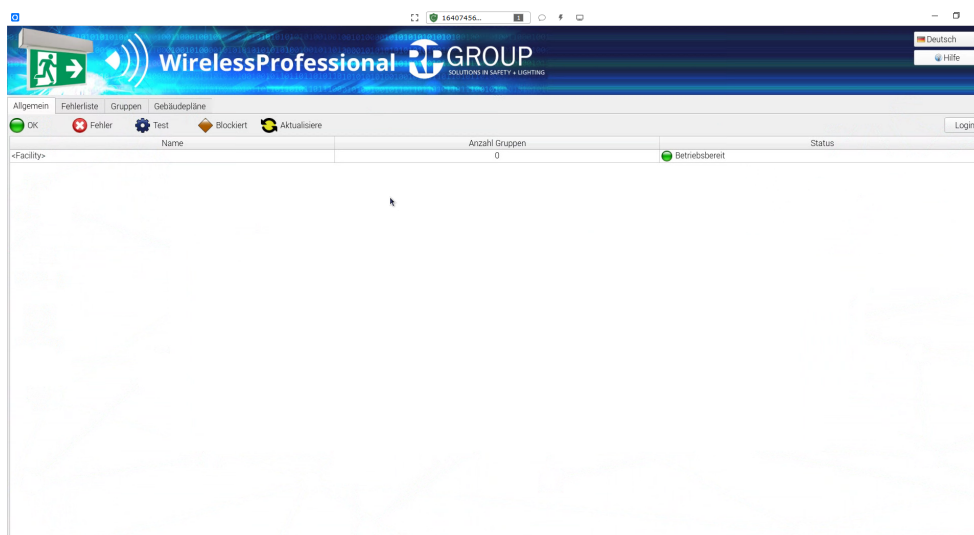 16407456... 1
WirelessProfessional RP GROUP
SOLUTIONS IN SAFETY + LIGHTING
Deutsch
Hilfe
Allgemein Fehlerliste Gruppen Gebäudepläne
OK Fehler Test Blockiert Aktualisiere Login
Name Anzahl Gruppen Status
<Facility> 0 Betriebsbereit